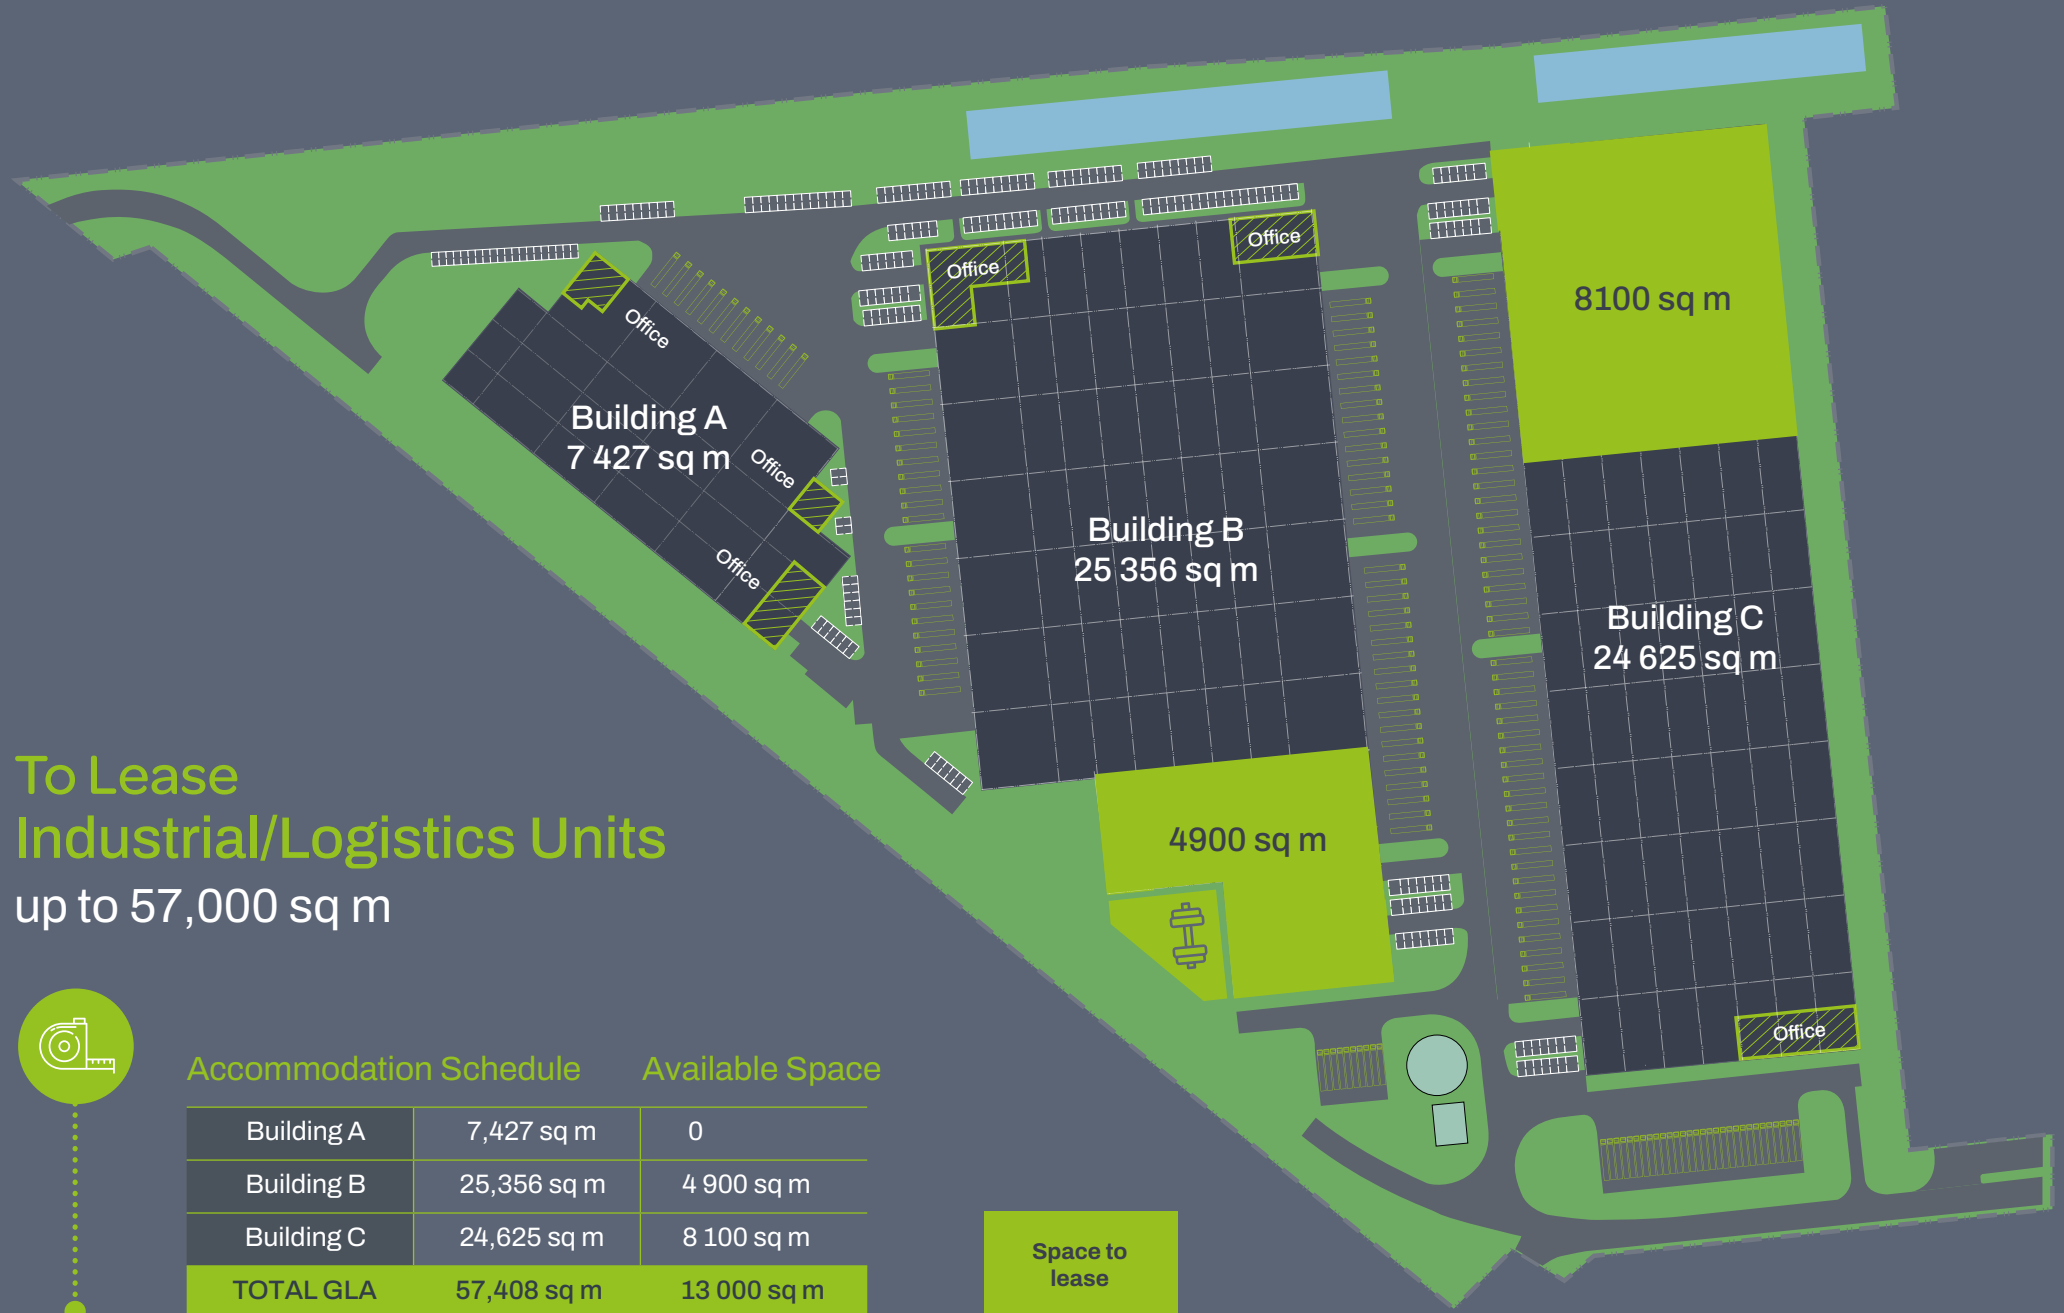 8100 sq m
Office
Office
Office
Building A
7 427 sq m
Office
Office
Building B
25 356 sq m
Building C
24 625 sq m
4900 sq m
Office
To Lease
Industrial/Logistics Units
up to 57,000 sq m
Accommodation Schedule Available Space
Building A 7,427 sq m 0
Building B 25,356 sq m 4 900 sq m
Building C 24,625 sq m 8 100 sq m
TOTAL GLA 57,408 sq m 13 000 sq m
Space to
lease